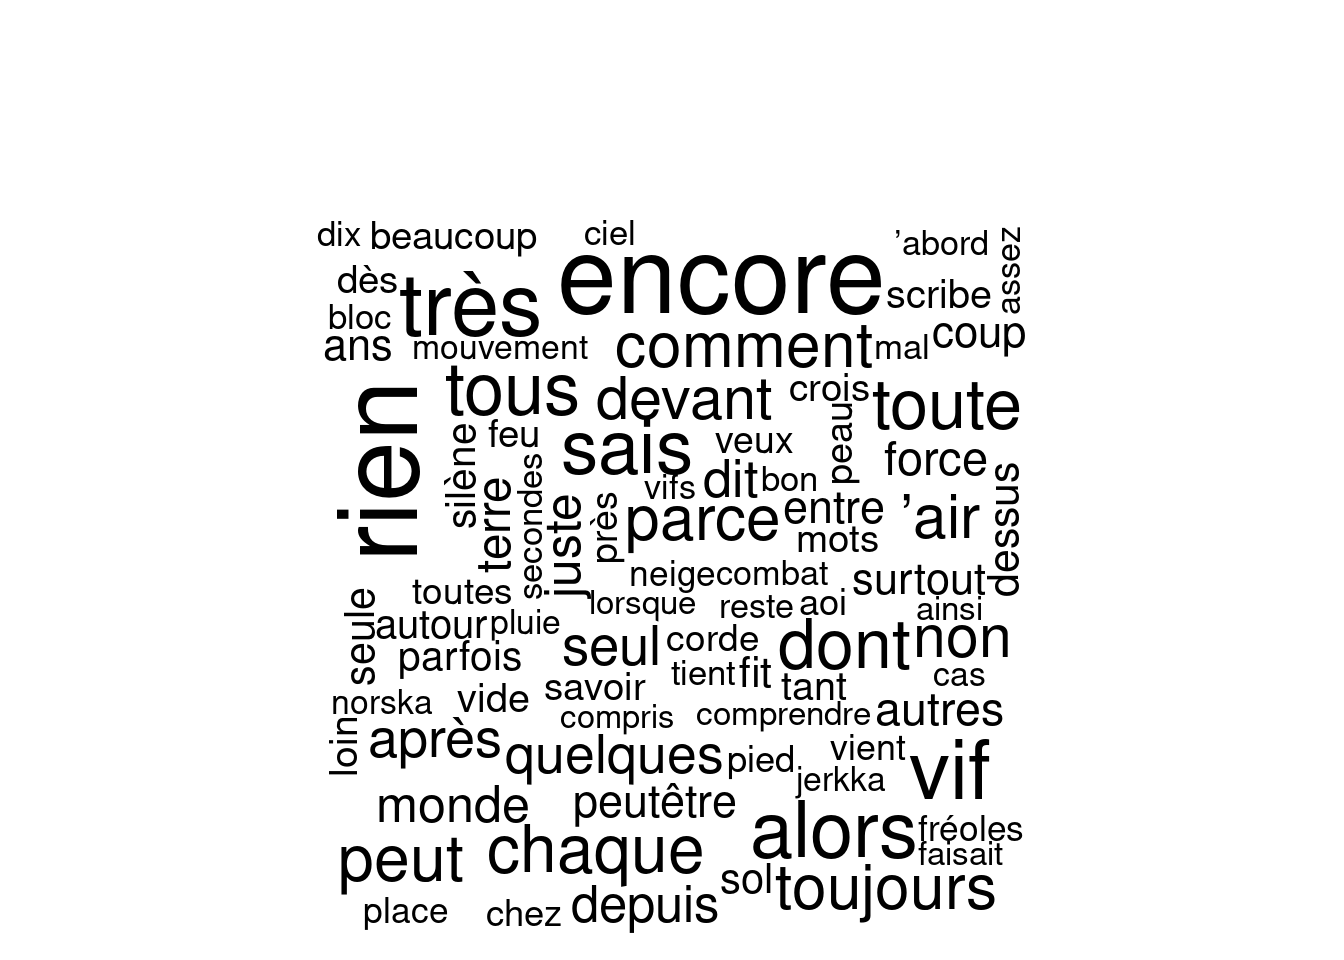 dix beaucoup ciel ’abord assez
dès très encore scribe
bloc
ans mouvement comment mal coup
rien tous devant crois toute
silène feu sais veux peau force
terre secondes juste près vifs dit bon dessus
parce entre ’air
mots
neige combat surtout
toutes lorsque reste aoi ainsi
seule autour pluie seul corde dont non
parfois tient fit cas
norska vide savoir tant
compris comprendre autres
loin après quelques pied vient vif
jerkka
monde peutêtre alors fréoles
peut chaque faisait
sol toujours
place chez depuis